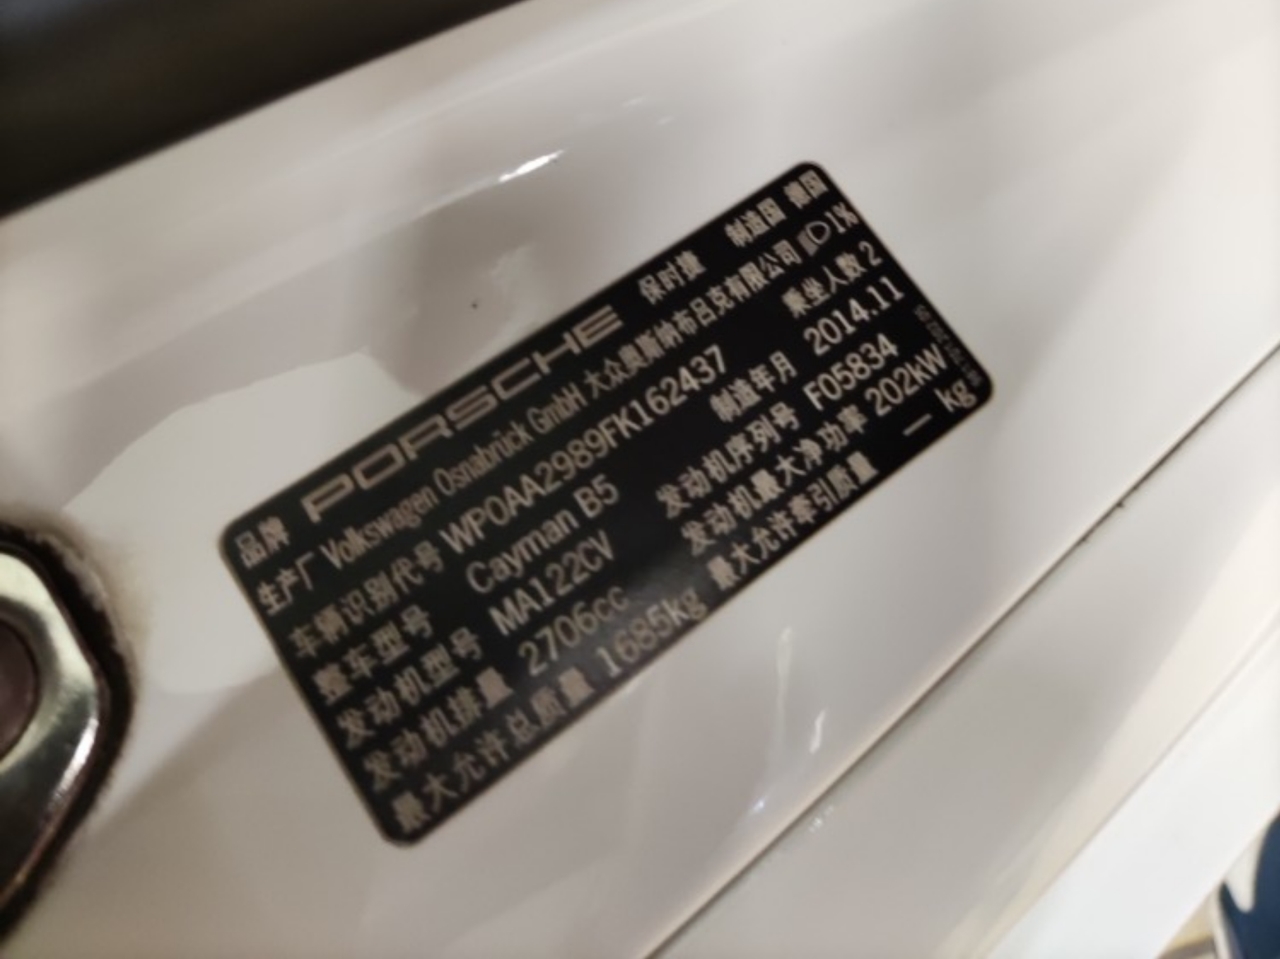 品牌 PORSCHE 保时捷 制造国 德国
生产厂 Volkswagen Osnabrück GmbH 大众奥斯纳布吕克有限公司 1%
车辆识别代号 WP0AA2989FK162437 乘坐人数 2
整车型号 Cayman B5 制造年月 2014.11
发动机型号 MA122CV 发动机序列号 F05834
发动机排量 2706cc 发动机最大净功率 202kW
最大允许总质量 1685kg 最大允许牵引质量 — kg